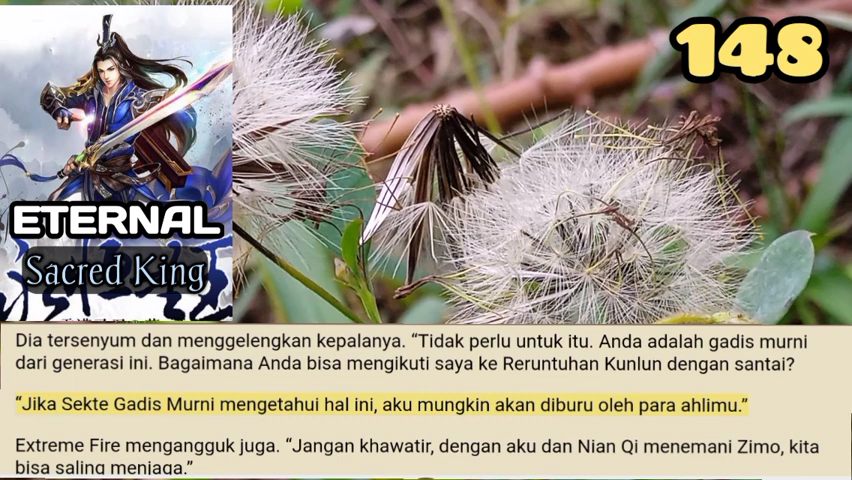 148
ETERNAL
Sacred King
Dia tersenyum dan menggelengkan kepalanya. “Tidak perlu untuk itu. Anda adalah gadis murni
dari generasi ini. Bagaimana Anda bisa mengikuti saya ke Reruntuhan Kunlun dengan santai?
“Jika Sekte Gadis Murni mengetahui hal ini, aku mungkin akan diburu oleh para ahlimu.”
Extreme Fire mengangguk juga. “Jangan khawatir, dengan aku dan Nian Qi menemani Zimo, kita
bisa saling menjaga.”